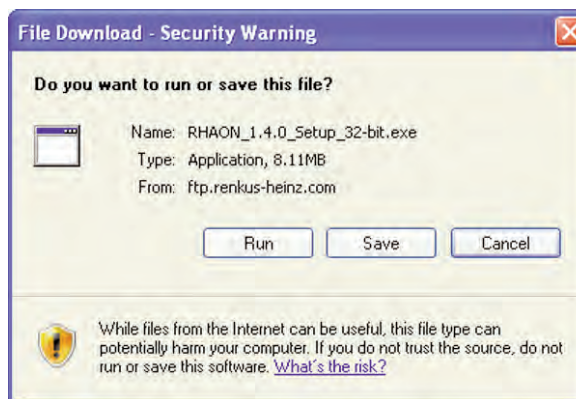 File Download - Security Warning
Do you want to run or save this file?
Name: RHAON_1.4.0_Setup_32-bit.exe
Type: Application, 8.11MB
From: ftp.renkus-heinz.com
Run Save Cancel
While files from the Internet can be useful, this file type can
potentially harm your computer. If you do not trust the source, do not
run or save this software. What's the risk?